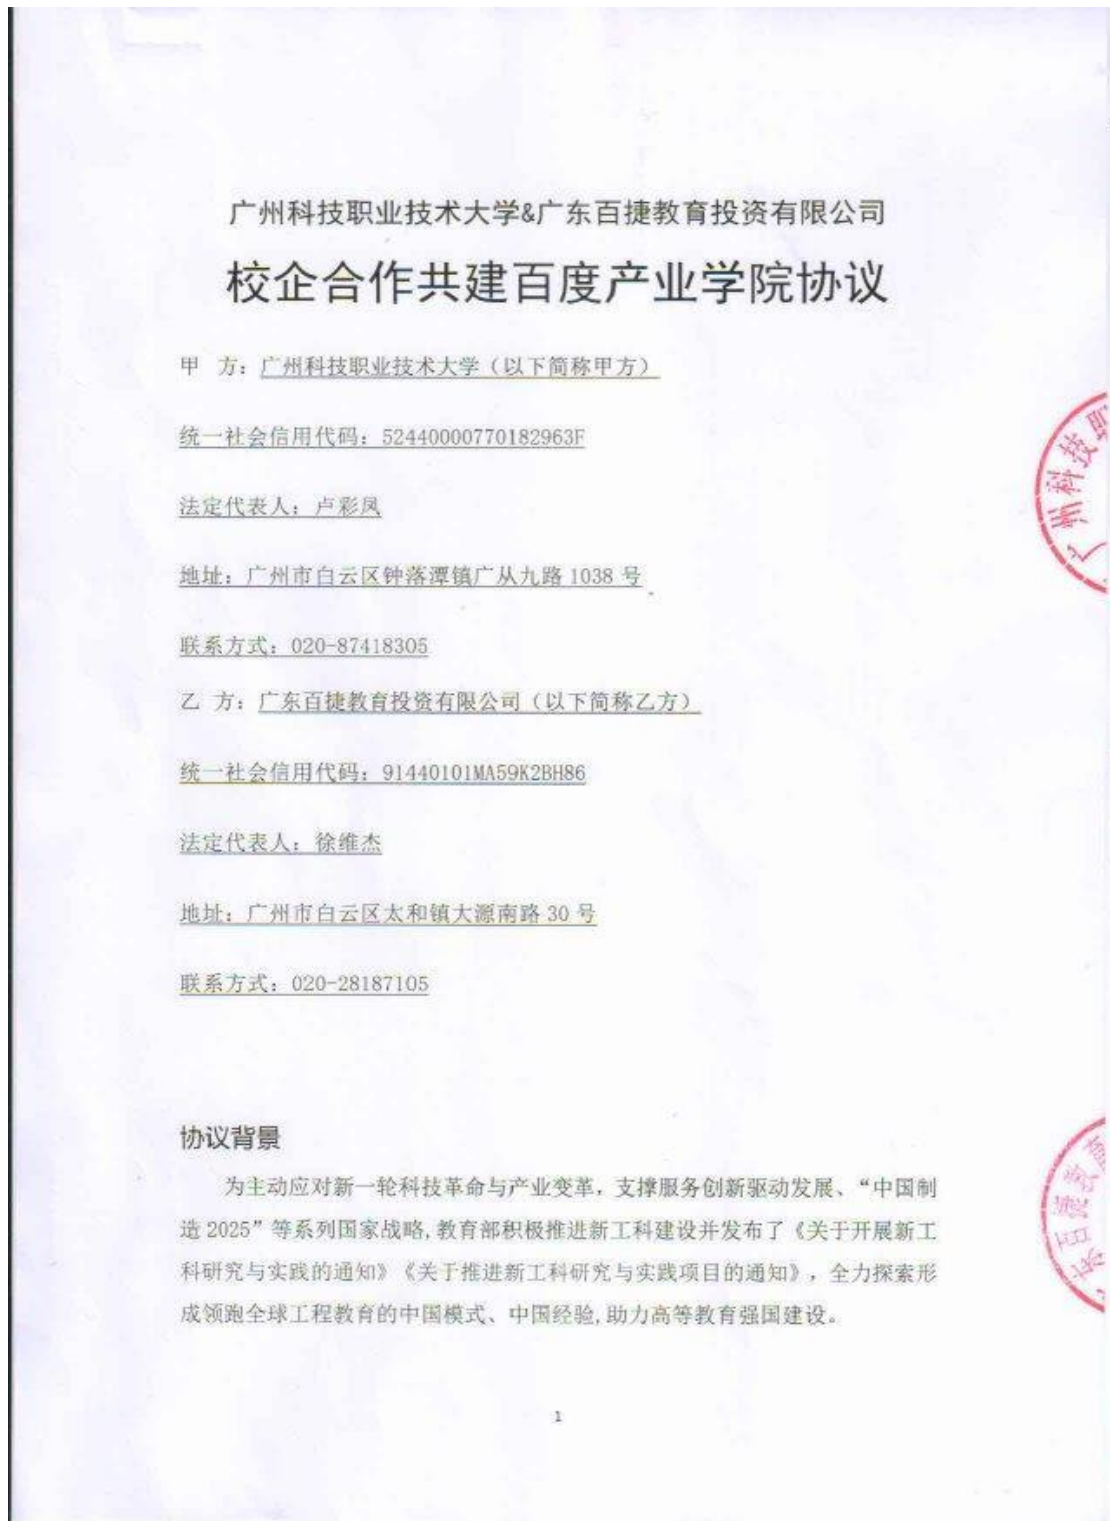 广州科技职业技术大学&广东百捷教育投资有限公司
校企合作共建百度产业学院协议
甲 方：广州科技职业技术大学（以下简称甲方）
统一社会信用代码：52440000770182963F
法定代表人：卢彩凤
地址：广州市白云区钟落潭镇广从九路 1038 号
联系方式：020-87418305
乙 方：广东百捷教育投资有限公司（以下简称乙方）
统一社会信用代码：91440101MA59K2BH86
法定代表人：徐维杰
地址：广州市白云区太和镇大源南路 30 号
联系方式：020-28187105
协议背景
为主动应对新一轮科技革命与产业变革，支撑服务创新驱动发展、“中国制
造 2025”等系列国家战略,教育部积极推进新工科建设并发布了《关于开展新工
科研究与实践的通知》《关于推进新工科研究与实践项目的通知》，全力探索形
成领跑全球工程教育的中国模式、中国经验,助力高等教育强国建设。
1
广州科技职
东百捷教育